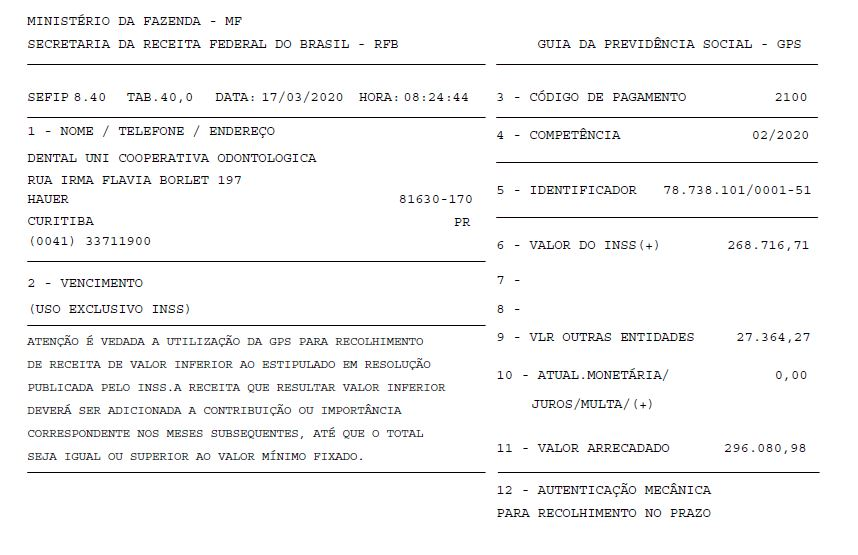 MINISTÉRIO DA FAZENDA - MF
SECRETARIA DA RECEITA FEDERAL DO BRASIL - RFB
GUIA DA PREVIDÊNCIA SOCIAL - GPS
SEFIP 8.40 TAB.40,0 DATA: 17/03/2020 HORA: 08:24:44
1 - NOME / TELEFONE / ENDEREÇO
DENTAL UNI COOPERATIVA ODONTOLOGICA
RUA IRMA FLAVIA BORLET 197
HAUER 81630-170
CURITIBA PR
(0041) 33711900
2 - VENCIMENTO
(USO EXCLUSIVO INSS)
ATENÇÃO É VEDADA A UTILIZAÇÃO DA GPS PARA RECOLHIMENTO
DE RECEITA DE VALOR INFERIOR AO ESTIPULADO EM RESOLUÇÃO
PUBLICADA PELO INSS.A RECEITA QUE RESULTAR VALOR INFERIOR
DEVERÁ SER ADICIONADA A CONTRIBUIÇÃO OU IMPORTÂNCIA
CORRESPONDENTE NOS MESES SUBSEQUENTES, ATÉ QUE O TOTAL
SEJA IGUAL OU SUPERIOR AO VALOR MÍNIMO FIXADO.
3 - CÓDIGO DE PAGAMENTO 2100
4 - COMPETÊNCIA 02/2020
5 - IDENTIFICADOR 78.738.101/0001-51
6 - VALOR DO INSS(+) 268.716,71
7 -
8 -
9 - VLR OUTRAS ENTIDADES 27.364,27
10 - ATUAL.MONETÁRIA/ 0,00
JUROS/MULTA/(+)
11 - VALOR ARRECADADO 296.080,98
12 - AUTENTICAÇÃO MECÂNICA
PARA RECOLHIMENTO NO PRAZO